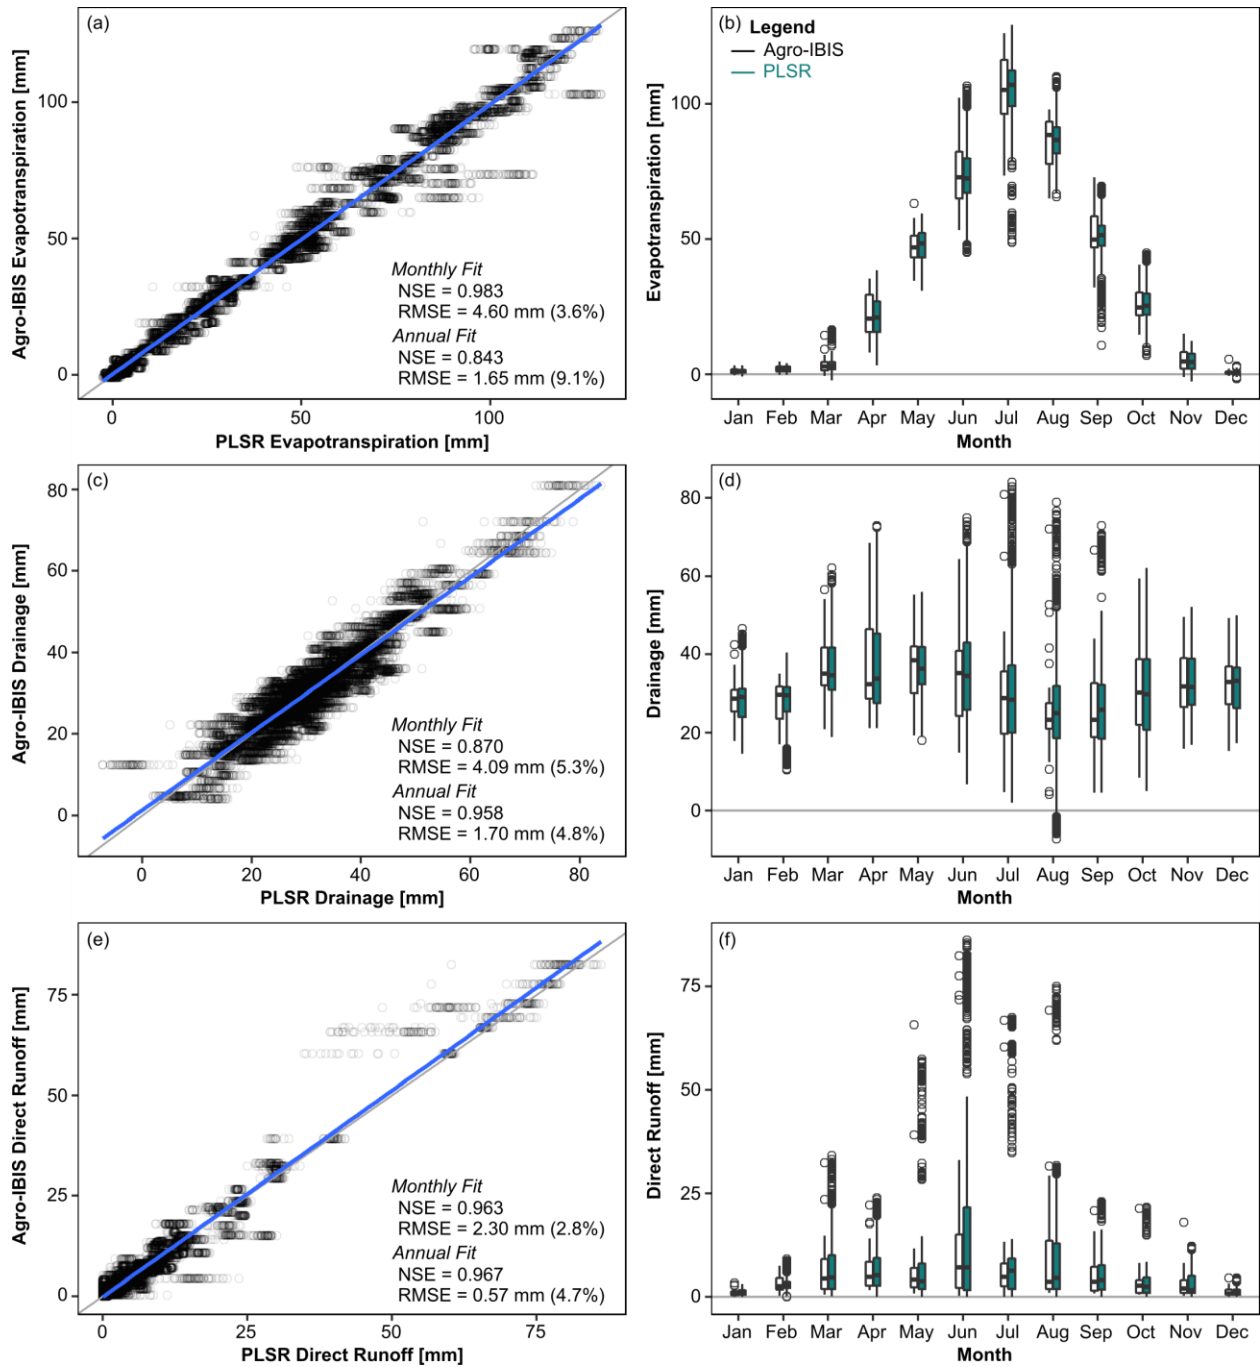 (a)
Agro-IBIS Evapotranspiration [mm]
100
50
0
Monthly Fit
NSE = 0.983
RMSE = 4.60 mm (3.6%)
Annual Fit
NSE = 0.843
RMSE = 1.65 mm (9.1%)
0 50 100
PLSR Evapotranspiration [mm]
(b) Legend
Agro-IBIS
PLSR
Evapotranspiration [mm]
100
50
0
Jan Feb Mar Apr May Jun Jul Aug Sep Oct Nov Dec
Month
(c)
Agro-IBIS Drainage [mm]
80
60
40
20
0
Monthly Fit
NSE = 0.870
RMSE = 4.09 mm (5.3%)
Annual Fit
NSE = 0.958
RMSE = 1.70 mm (4.8%)
0 20 40 60 80
PLSR Drainage [mm]
(d)
Drainage [mm]
80
60
40
20
0
Jan Feb Mar Apr May Jun Jul Aug Sep Oct Nov Dec
Month
(e)
Agro-IBIS Direct Runoff [mm]
75
50
25
0
Monthly Fit
NSE = 0.963
RMSE = 2.30 mm (2.8%)
Annual Fit
NSE = 0.967
RMSE = 0.57 mm (4.7%)
0 25 50 75
PLSR Direct Runoff [mm]
(f)
Direct Runoff [mm]
75
50
25
0
Jan Feb Mar Apr May Jun Jul Aug Sep Oct Nov Dec
Month